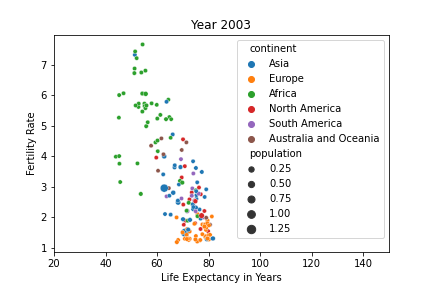 Year 2003
Fertility Rate
7
6
5
4
3
2
1
20
40
60
80
100
120
140
Life Expectancy in Years
continent
Asia
Europe
Africa
North America
South America
Australia and Oceania
population
0.25
0.50
0.75
1.00
1.25